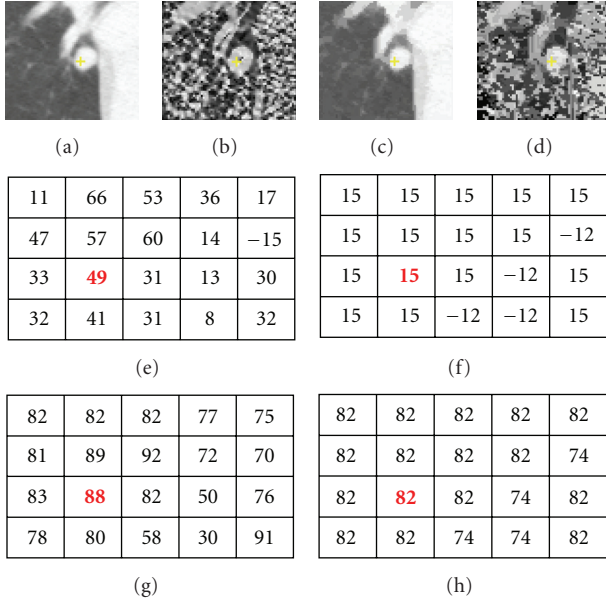 (a) (b) (c) (d)
11 66 53 36 17
47 57 60 14 −15
33 49 31 13 30
32 41 31 8 32
(e)
15 15 15 15 15
15 15 15 15 −12
15 15 15 −12 15
15 15 −12 −12 15
(f)
82 82 82 77 75
81 89 92 72 70
83 88 82 50 76
78 80 58 30 91
(g)
82 82 82 82 82
82 82 82 82 74
82 82 82 74 82
82 82 74 74 82
(h)